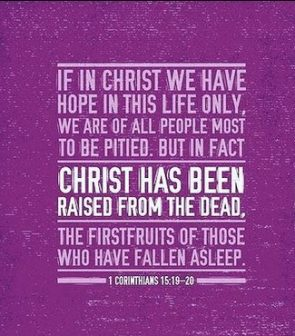 IF IN CHRIST WE HAVE
HOPE IN THIS LIFE ONLY,
WE ARE OF ALL PEOPLE MOST
TO BE PITIED. BUT IN FACT
CHRIST HAS BEEN
RAISED FROM THE DEAD,
THE FIRSTFRUITS OF THOSE
WHO HAVE FALLEN ASLEEP.
1 CORINTHIANS 15:19–20